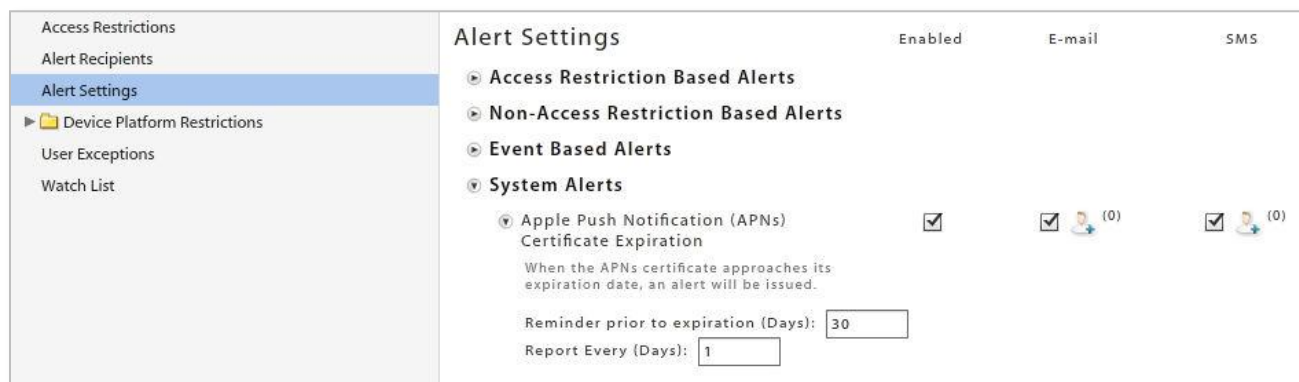 Access Restrictions
Alert Recipients
Alert Settings
Device Platform Restrictions
User Exceptions
Watch List
Alert Settings Enabled E-mail SMS
Access Restriction Based Alerts
Non-Access Restriction Based Alerts
Event Based Alerts
System Alerts
Apple Push Notification (APNs) (0) (0)
Certificate Expiration
When the APNs certificate approaches its
expiration date, an alert will be issued.
Reminder prior to expiration (Days): 30
Report Every (Days): 1